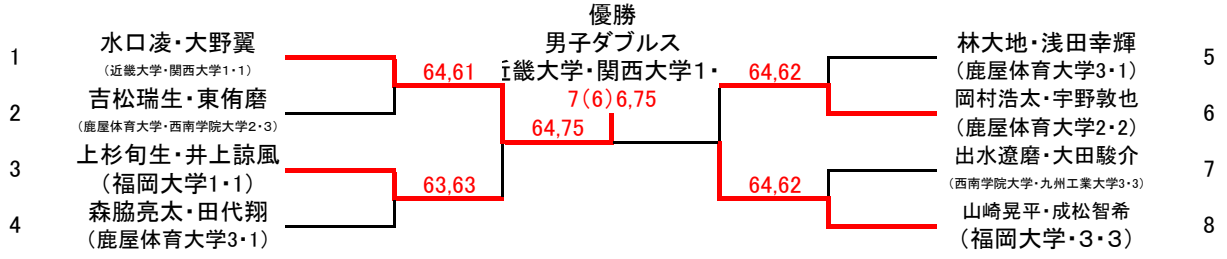 優勝
男子ダブルス
近畿大学・関西大学1・
7(6)6,75
1
水口凌・大野翼
(近畿大学・関西大学1・1)
64,61
2
吉松瑞生・東侑磨
(鹿屋体育大学・西南学院大学2・3)
64,75
3
上杉旬生・井上諒風
(福岡大学1・1)
63,63
4
森脇亮太・田代翔
(鹿屋体育大学3・1)
林大地・浅田幸輝
(鹿屋体育大学3・1)
5
64,62
岡村浩太・宇野敦也
(鹿屋体育大学2・2)
6
出水遼磨・大田駿介
(西南学院大学・九州工業大学3・3)
7
64,62
山崎晃平・成松智希
(福岡大学・3・3)
8